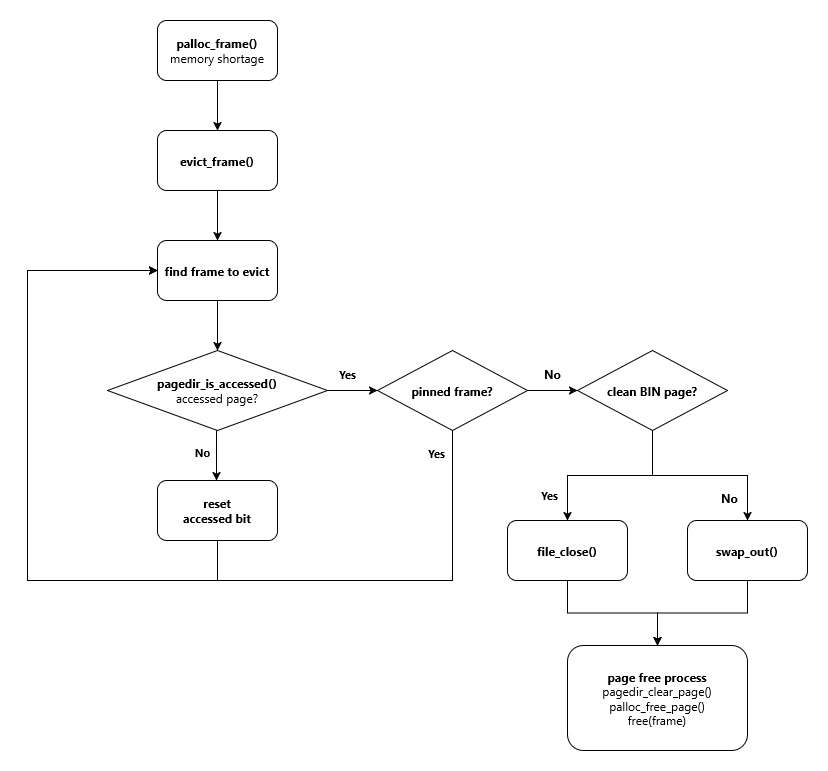 palloc_frame()
memory shortage
evict_frame()
find frame to evict
pagedir_is_accessed()
accessed page?
Yes
pinned frame?
No
clean BIN page?
No
Yes
reset
accessed bit
Yes
No
file_close()
swap_out()
page free process
pagedir_clear_page()
palloc_free_page()
free(frame)